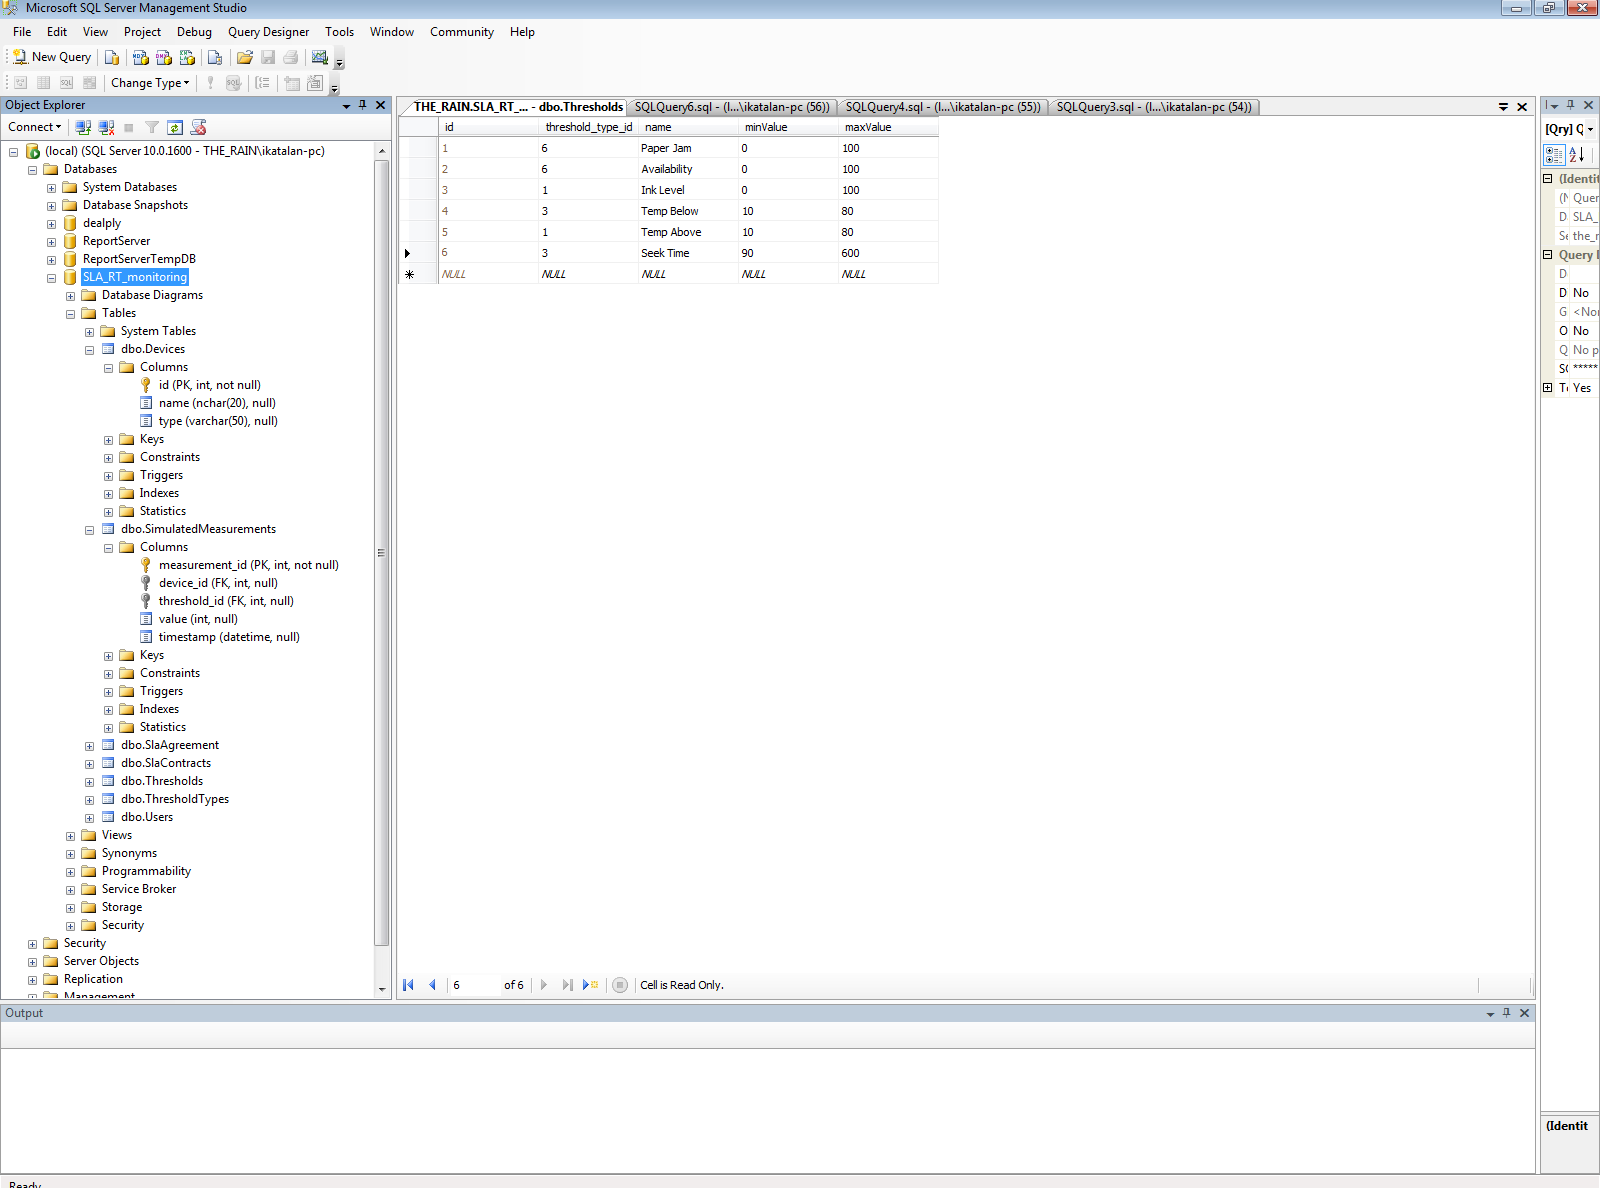 Microsoft SQL Server Management Studio
File Edit View Project Debug Query Designer Tools Window Community Help
New Query
Change Type
Object Explorer
Connect
(local) (SQL Server 10.0.1600 - THE_RAIN\ikatalan-pc)
Databases
System Databases
Database Snapshots
dealply
ReportServer
ReportServerTempDB
SLA_RT_monitoring
Database Diagrams
Tables
System Tables
dbo.Devices
Columns
id (PK, int, not null)
name (nchar(20), null)
type (varchar(50), null)
Keys
Constraints
Triggers
Indexes
Statistics
dbo.SimulatedMeasurements
Columns
measurement_id (PK, int, not null)
device_id (FK, int, null)
threshold_id (FK, int, null)
value (int, null)
timestamp (datetime, null)
Keys
Constraints
Triggers
Indexes
Statistics
dbo.SlaAgreement
dbo.SlaContracts
dbo.Thresholds
dbo.ThresholdTypes
dbo.Users
Views
Synonyms
Programmability
Service Broker
Storage
Security
Security
Server Objects
Replication
Management
THE_RAIN.SLA_RT_... - dbo.Thresholds SQLQuery6.sql - (l...\ikatalan-pc (56)) SQLQuery4.sql - (l...\ikatalan-pc (55)) SQLQuery3.sql - (l...\ikatalan-pc (54))
id threshold_type_id name minValue maxValue
1 6 Paper Jam 0 100
2 6 Availability 0 100
3 1 Ink Level 0 100
4 3 Temp Below 10 80
5 1 Temp Above 10 80
6 3 Seek Time 90 600
NULL NULL NULL NULL NULL
6 of 6 Cell is Read Only.
[Qry] Q
(Identit
Quer
D SLA_
the_r
Query
D
D No
G <Nor
O No
Q No p
*****
Yes
(Identit
Output
Ready